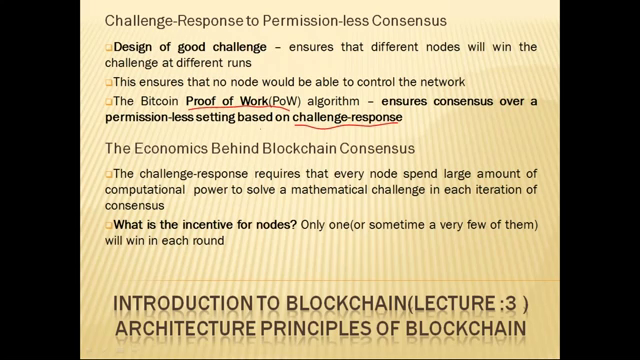 Challenge-Response to Permission-less Consensus
❑Design of good challenge – ensures that different nodes will win the
challenge at different runs
❑This ensures that no node would be able to control the network
❑The Bitcoin Proof of Work(PoW) algorithm – ensures consensus over a
permission-less setting based on challenge-response
The Economics Behind Blockchain Consensus
❑The challenge-response requires that every node spend large amount of
computational power to solve a mathematical challenge in each iteration of
consensus
❑What is the incentive for nodes? Only one(or sometime a very few of them)
will win in each round
INTRODUCTION TO BLOCKCHAIN(LECTURE :3 )
ARCHITECTURE PRINCIPLES OF BLOCKCHAIN